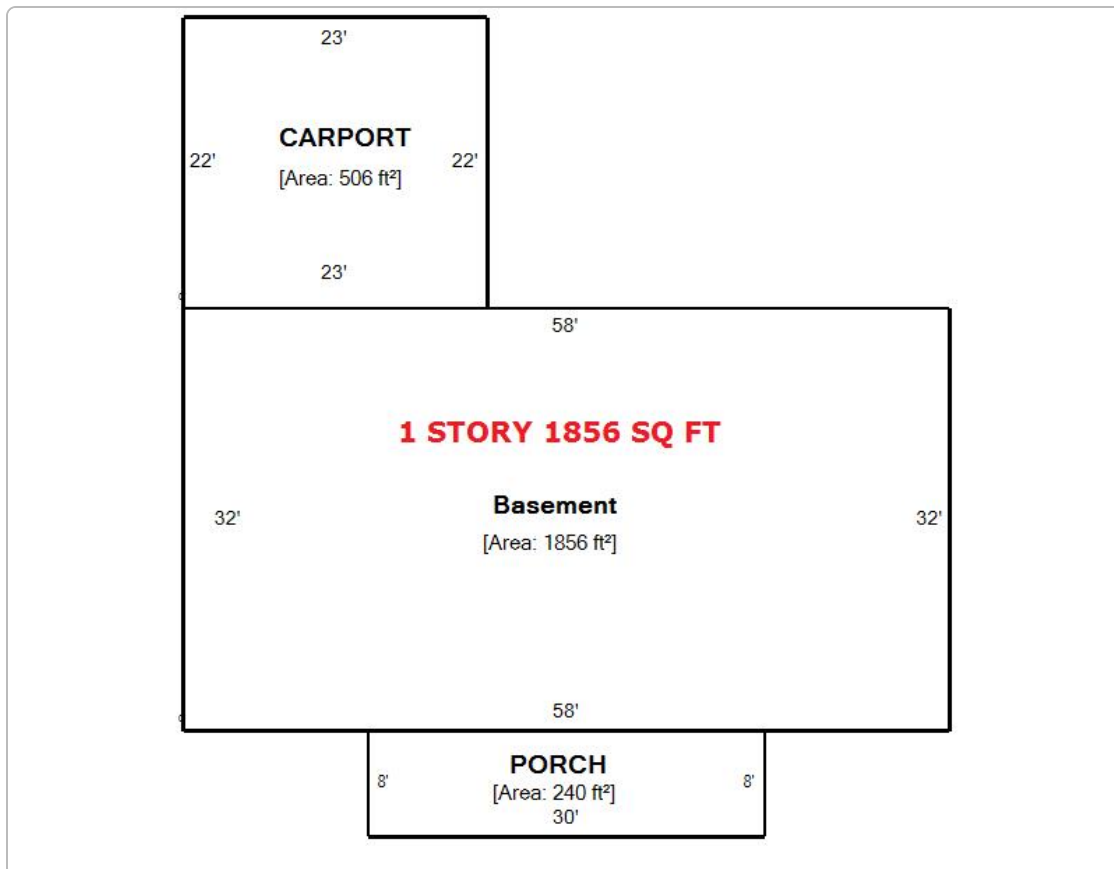 23'
CARPORT
22'
22'
[Area: 506 ft²]
23'
58'
1 STORY 1856 SQ FT
Basement
32'
32'
[Area: 1856 ft²]
58'
PORCH
8'
8'
[Area: 240 ft²]
30'